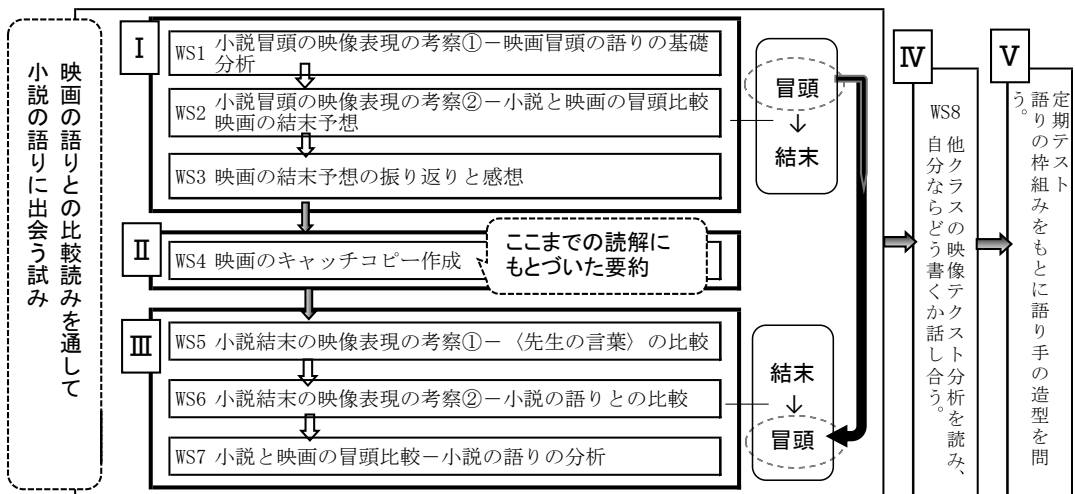 映画の語りとの比較読みを通して
小説の語りに出会う試み
Ⅰ
WS1 小説冒頭の映像表現の考察①－映画冒頭の語りの基礎
分析
WS2 小説冒頭の映像表現の考察②－小説と映画の冒頭比較
映画の結末予想
WS3 映画の結末予想の振り返りと感想
冒頭
↓
結末
Ⅱ
WS4 映画のキャッチコピー作成
ここまでの読解に
もとづいた要約
Ⅲ
WS5 小説結末の映像表現の考察①－〈先生の言葉〉の比較
WS6 小説結末の映像表現の考察②－小説の語りとの比較
WS7 小説と映画の冒頭比較－小説の語りの分析
結末
↓
冒頭
Ⅳ
WS8
他クラスの映像テクスト分析を読み、
自分ならどう書くか話し合う。
Ⅴ
定期テスト
語りの枠組みをもとに語り手の造型を問
う。